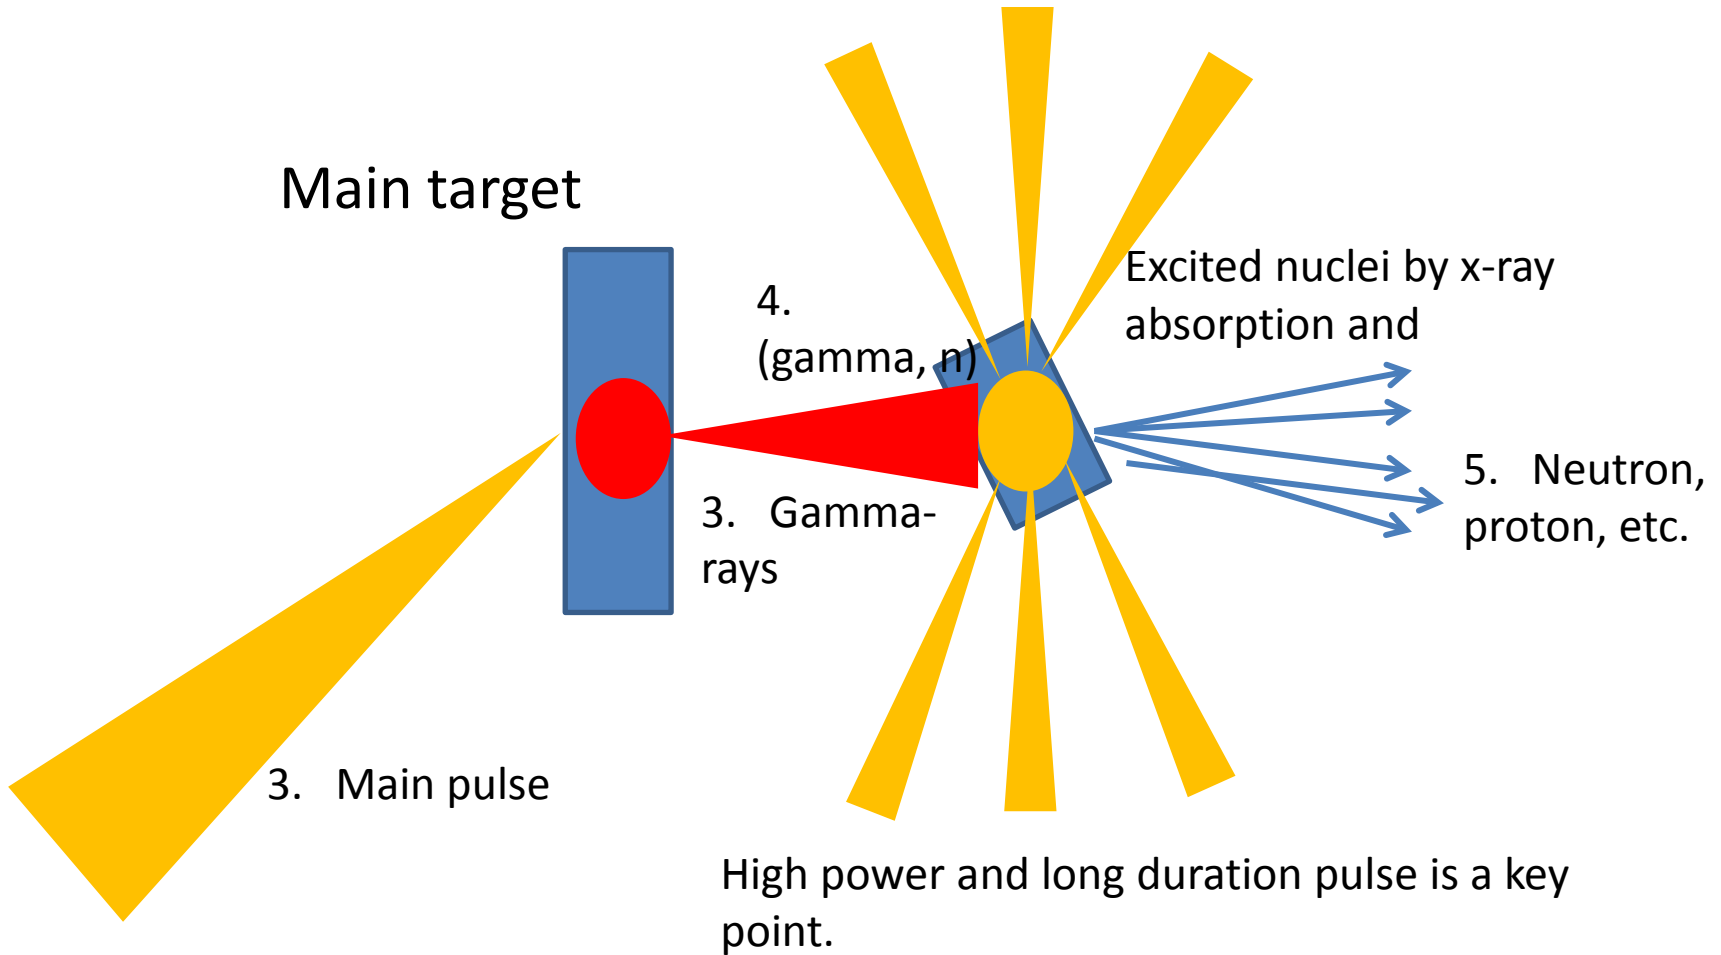 Main target
Excited nuclei by x-ray
absorption and
4.
(gamma, n)
3. Gamma-
rays
5. Neutron,
proton, etc.
3. Main pulse
High power and long duration pulse is a key
point.